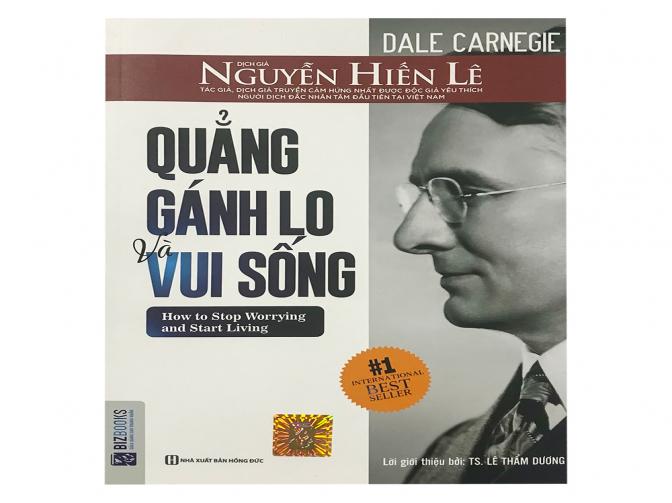 DALE CARNEGIE
DỊCH GIẢ
NGUYỄN HIẾN LÊ
TÁC GIẢ, DỊCH GIẢ TRUYỀN CẢM HỨNG NHẤT ĐƯỢC ĐỘC GIẢ YÊU THÍCH
NGƯỜI DỊCH ĐẮC NHÂN TÂM ĐẦU TIÊN TẠI VIỆT NAM
QUẲNG
GÁNH LO
Và
VUI SỐNG
How to Stop Worrying
and Start Living
#1
INTERNATIONAL
BEST
SELLER
BIZBOOKS
NHÀ XUẤT BẢN HỒNG ĐỨC
Lời giới thiệu bởi: TS. LÊ THẨM DƯƠNG